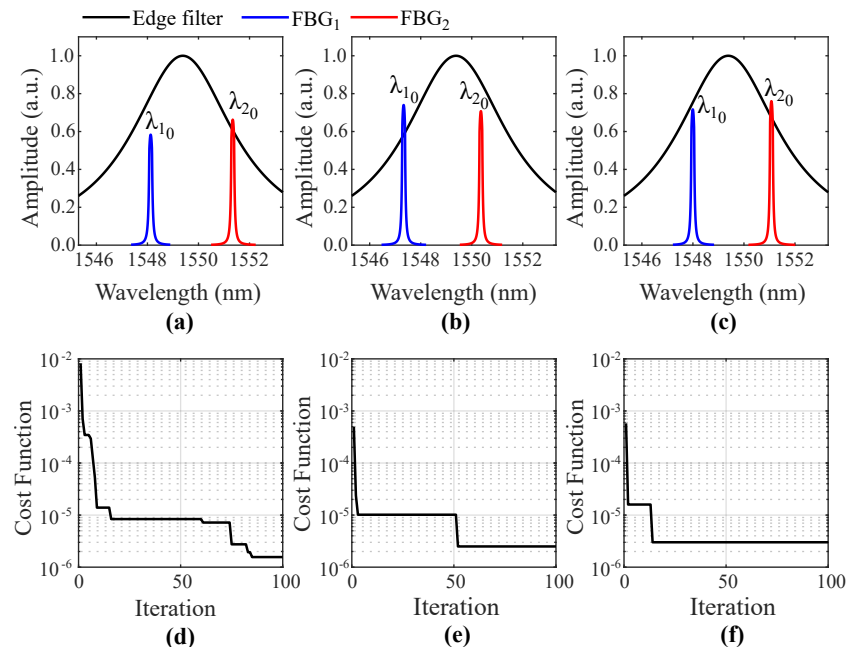 Edge filter FBG₁ FBG₂
Amplitude (a.u.)
1.0
0.8
0.6
0.4
0.2
0.0
λ₁₀ λ₂₀
1546 1548 1550 1552
Wavelength (nm)
(a)
Amplitude (a.u.)
1.0
0.8
0.6
0.4
0.2
0.0
λ₁₀ λ₂₀
1546 1548 1550 1552
Wavelength (nm)
(b)
Amplitude (a.u.)
1.0
0.8
0.6
0.4
0.2
0.0
λ₁₀ λ₂₀
1546 1548 1550 1552
Wavelength (nm)
(c)
Cost Function
10⁻²
10⁻³
10⁻⁴
10⁻⁵
10⁻⁶
0 50 100
Iteration
(d)
Cost Function
10⁻²
10⁻³
10⁻⁴
10⁻⁵
10⁻⁶
0 50 100
Iteration
(e)
Cost Function
10⁻²
10⁻³
10⁻⁴
10⁻⁵
10⁻⁶
0 50 100
Iteration
(f)